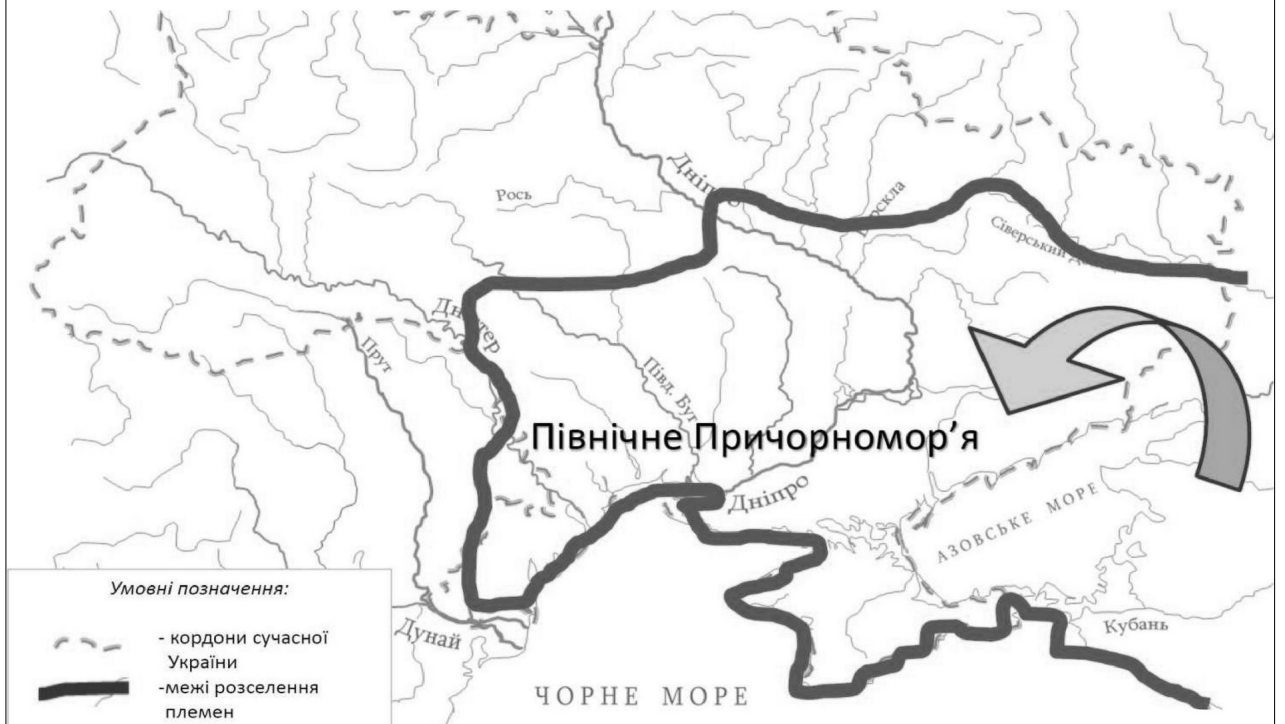 Дніпро
Рось
Ворскла
Сіверський Донець
Дністер
Прут
Півд. Буг
Північне Причорномор’я
Дніпро
АЗОВСЬКЕ МОРЕ
Умовні позначення:
- кордони сучасної
України
-межі розселення
племен
Дунай
Кубань
ЧОРНЕ МОРЕ